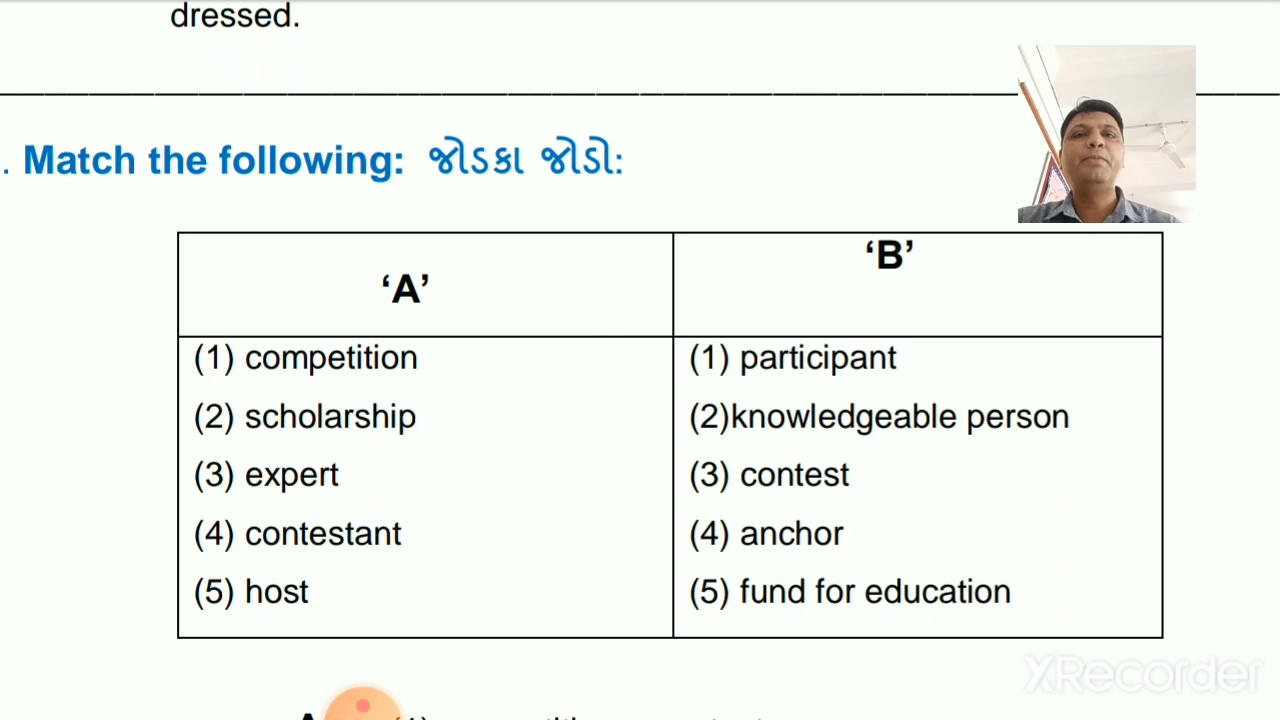 dressed.
. Match the following: જોડકા જોડો:
‘A’
‘B’
(1) competition
(2) scholarship
(3) expert
(4) contestant
(5) host
(1) participant
(2)knowledgeable person
(3) contest
(4) anchor
(5) fund for education
XRecorder